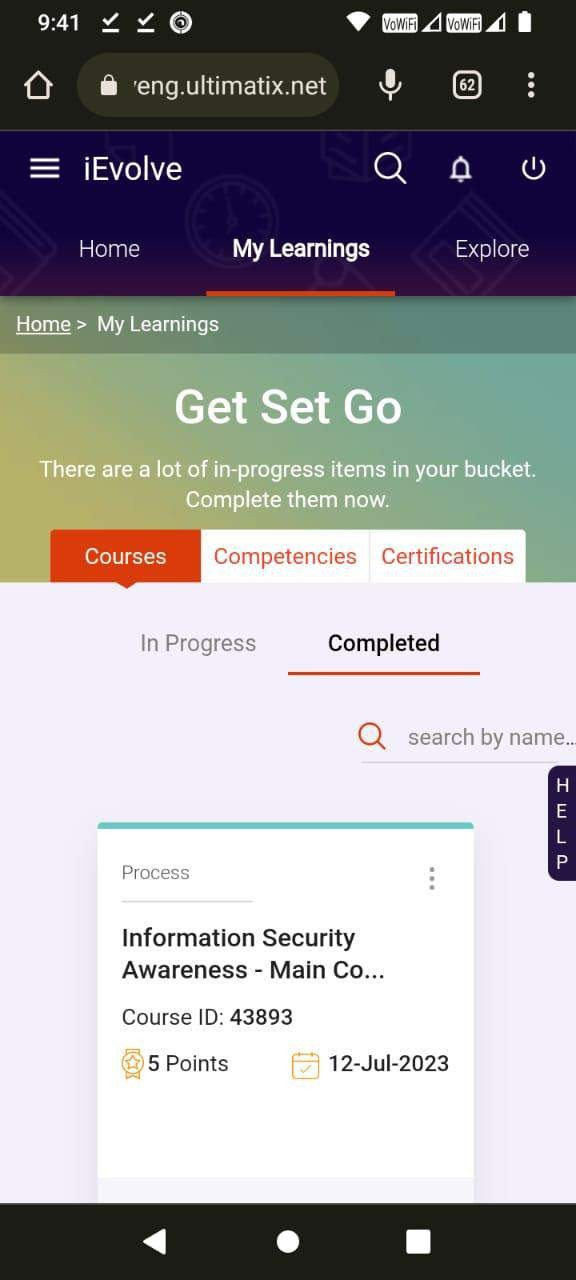 9:41 VoWiFi VoWiFi
'eng.ultimatix.net 62
iEvolve
Home My Learnings Explore
Home > My Learnings
Get Set Go
There are a lot of in-progress items in your bucket.
Complete them now.
Courses Competencies Certifications
In Progress Completed
search by name...
HELP
Process
Information Security
Awareness - Main Co...
Course ID: 43893
5 Points 12-Jul-2023